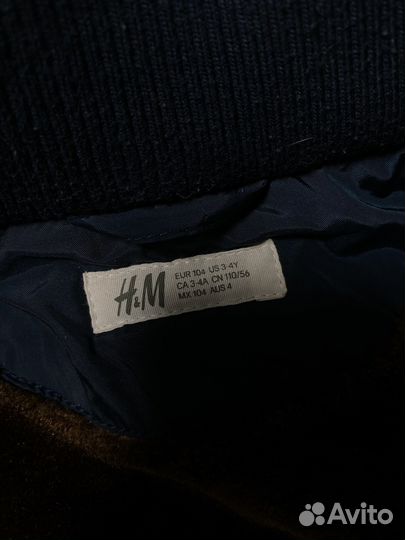 H&M
EUR 104 US 3-4Y
CA 3-4A CN 110/56
MX 104 AUS 4
Avito